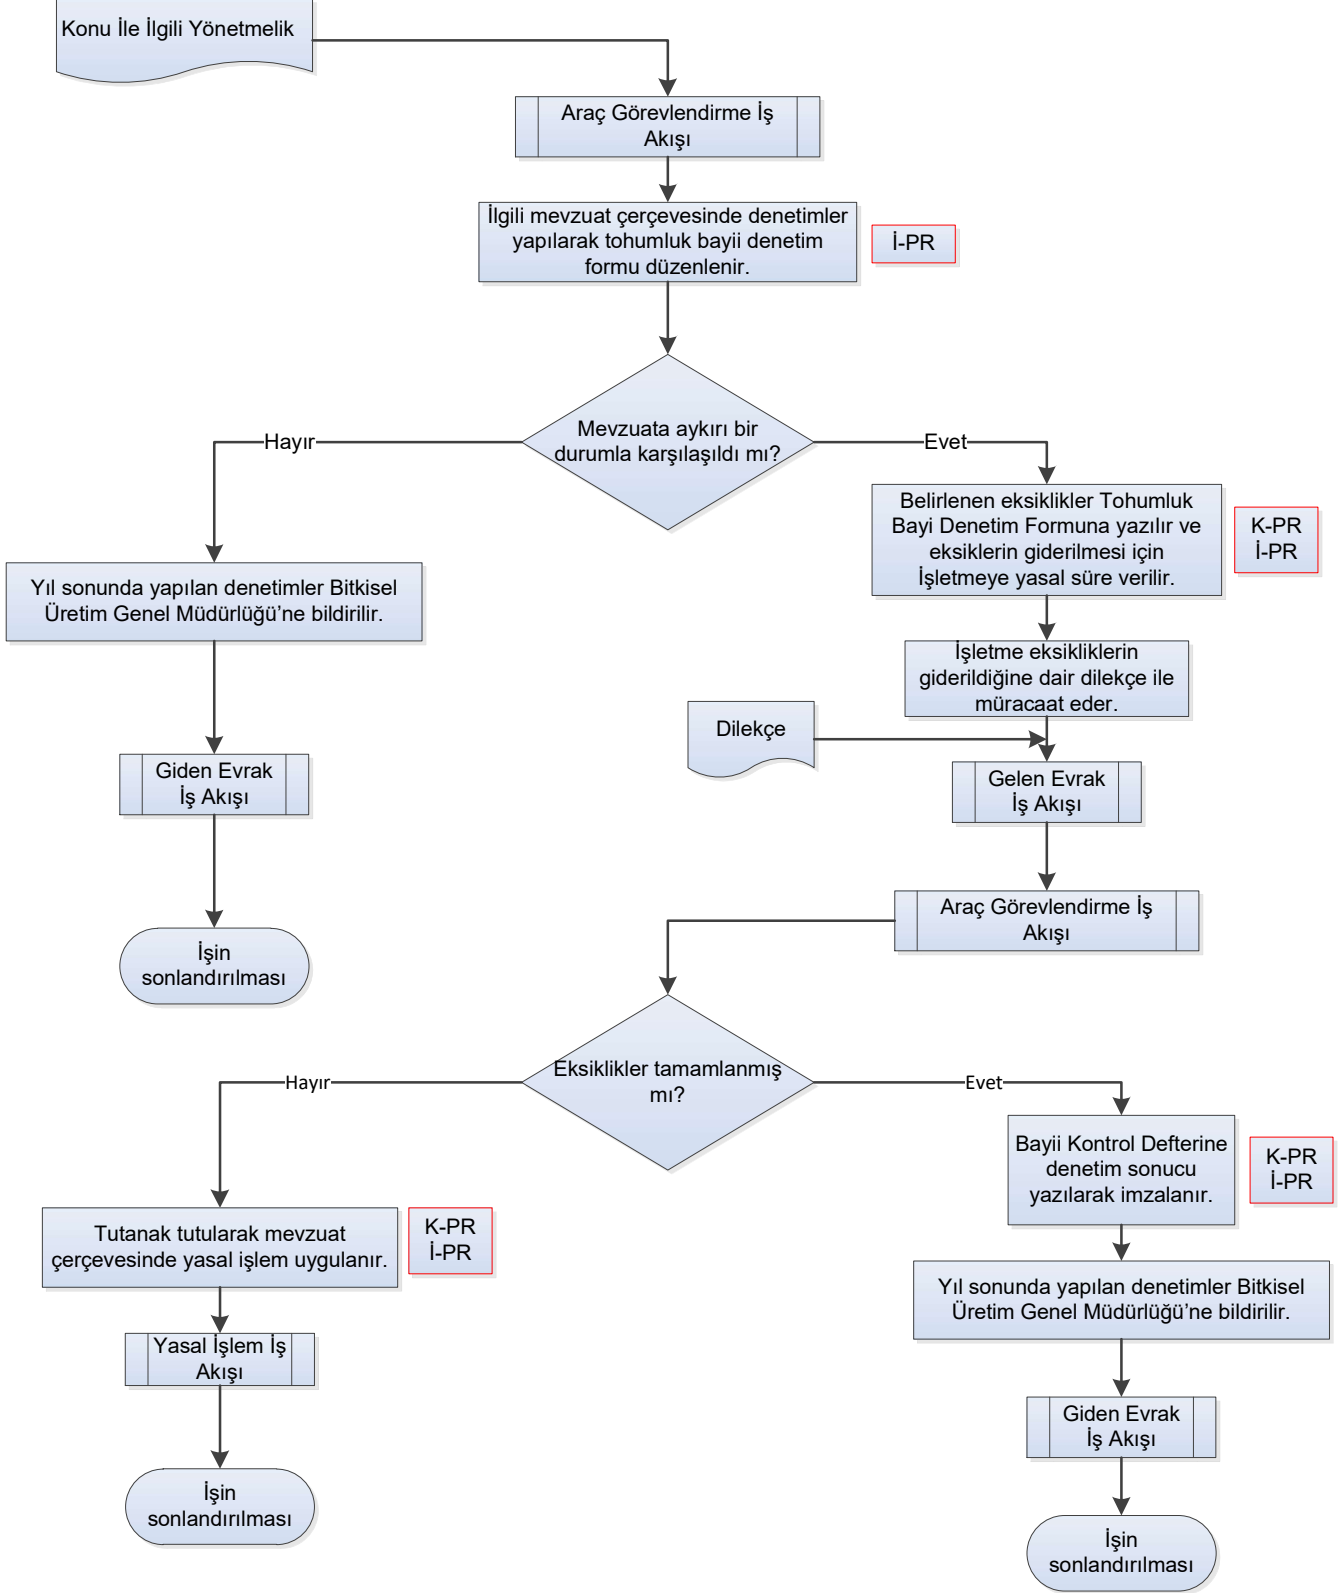 Konu İle İlgili Yönetmelik
Araç Görevlendirme İş
Akışı
İlgili mevzuat çerçevesinde denetimler
yapılarak tohumluk bayii denetim
formu düzenlenir.
İ-PR
Mevzuata aykırı bir
durumla karşılaşıldı mı?
Hayır
Evet
Yıl sonunda yapılan denetimler Bitkisel
Üretim Genel Müdürlüğü’ne bildirilir.
Giden Evrak
İş Akışı
İşin
sonlandırılması
Belirlenen eksiklikler Tohumluk
Bayi Denetim Formuna yazılır ve
eksiklerin giderilmesi için
İşletmeye yasal süre verilir.
K-PR
İ-PR
İşletme eksikliklerin
giderildiğine dair dilekçe ile
müracaat eder.
Dilekçe
Gelen Evrak
İş Akışı
Araç Görevlendirme İş
Akışı
Eksiklikler tamamlanmış
mı?
Hayır
Evet
Tutanak tutularak mevzuat
çerçevesinde yasal işlem uygulanır.
K-PR
İ-PR
Yasal İşlem İş
Akışı
İşin
sonlandırılması
Bayii Kontrol Defterine
denetim sonucu
yazılarak imzalanır.
K-PR
İ-PR
Yıl sonunda yapılan denetimler Bitkisel
Üretim Genel Müdürlüğü’ne bildirilir.
Giden Evrak
İş Akışı
İşin
sonlandırılması